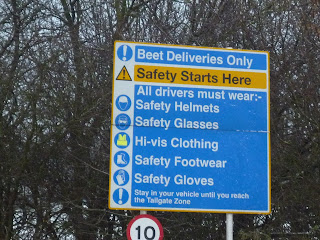 Beet Deliveries Only
Safety Starts Here
All drivers must wear:-
Safety Helmets
Safety Glasses
Hi-vis Clothing
Safety Footwear
Safety Gloves
Stay in your vehicle until you reach
the Tailgate Zone
10